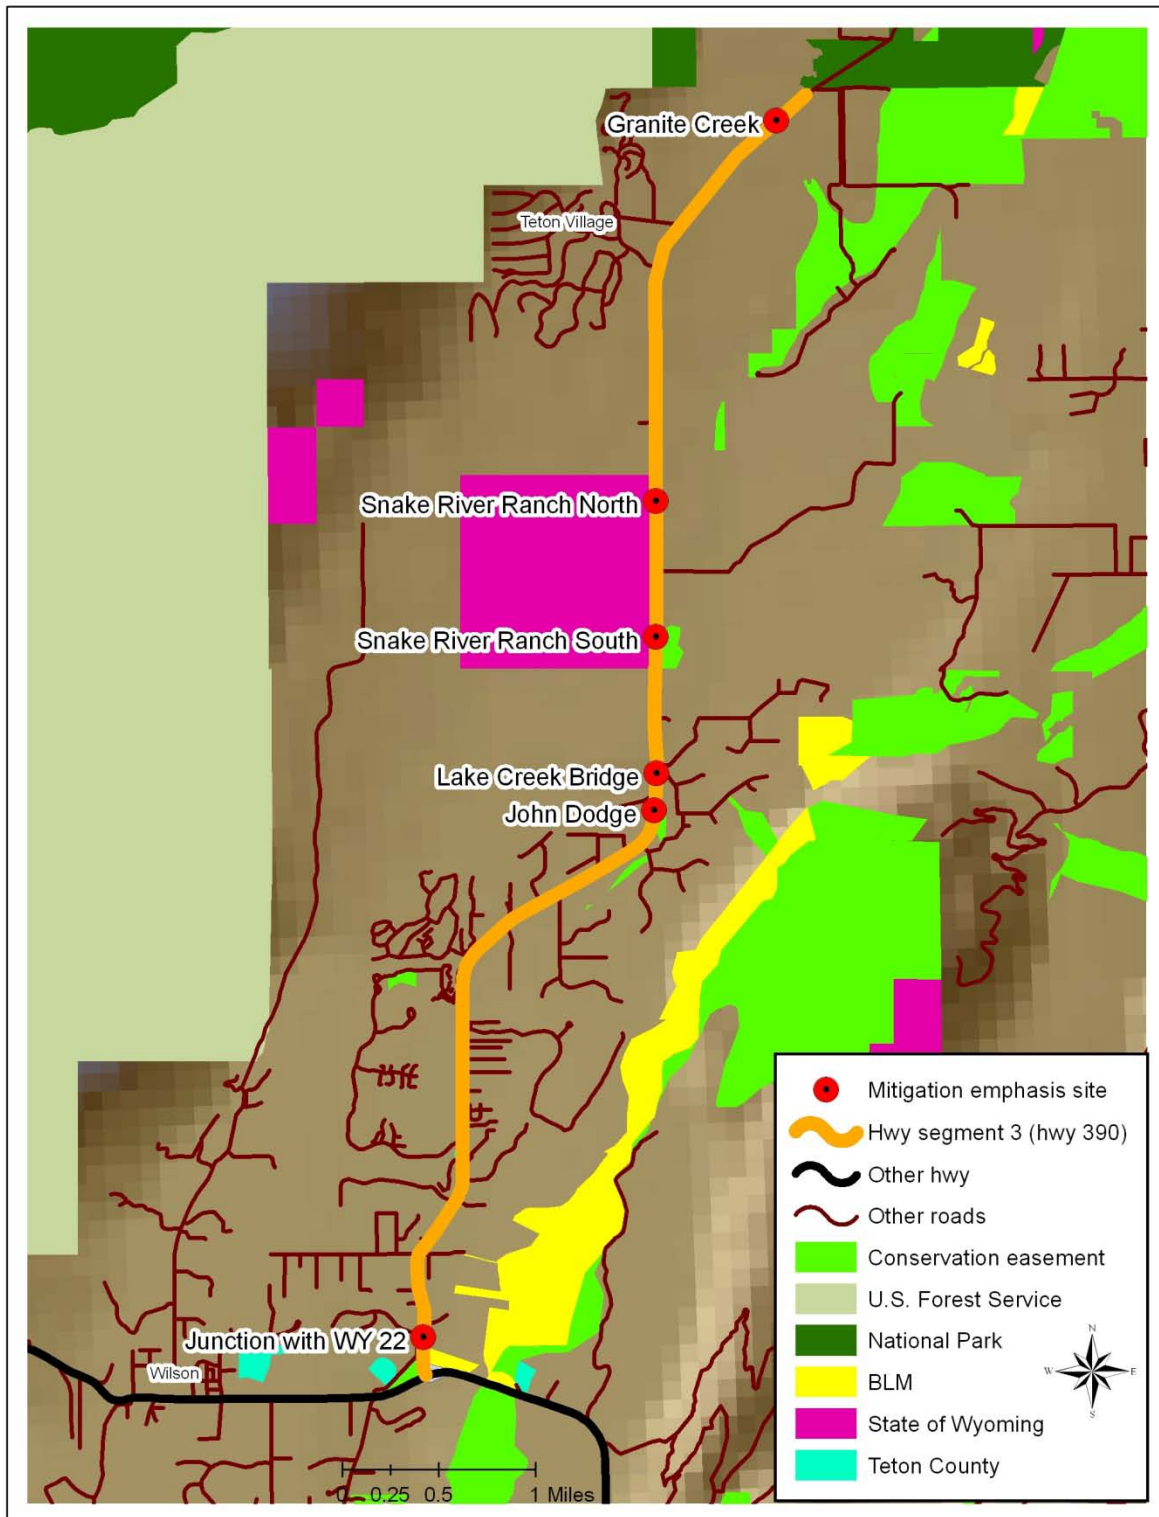 Granite Creek
Teton Village
Snake River Ranch North
Snake River Ranch South
Lake Creek Bridge
John Dodge
Junction with WY 22
Wilson
0 0.25 0.5 1 Miles
Mitigation emphasis site
Hwy segment 3 (hwy 390)
Other hwy
Other roads
Conservation easement
U.S. Forest Service
National Park
BLM
State of Wyoming
Teton County
N
W E
S